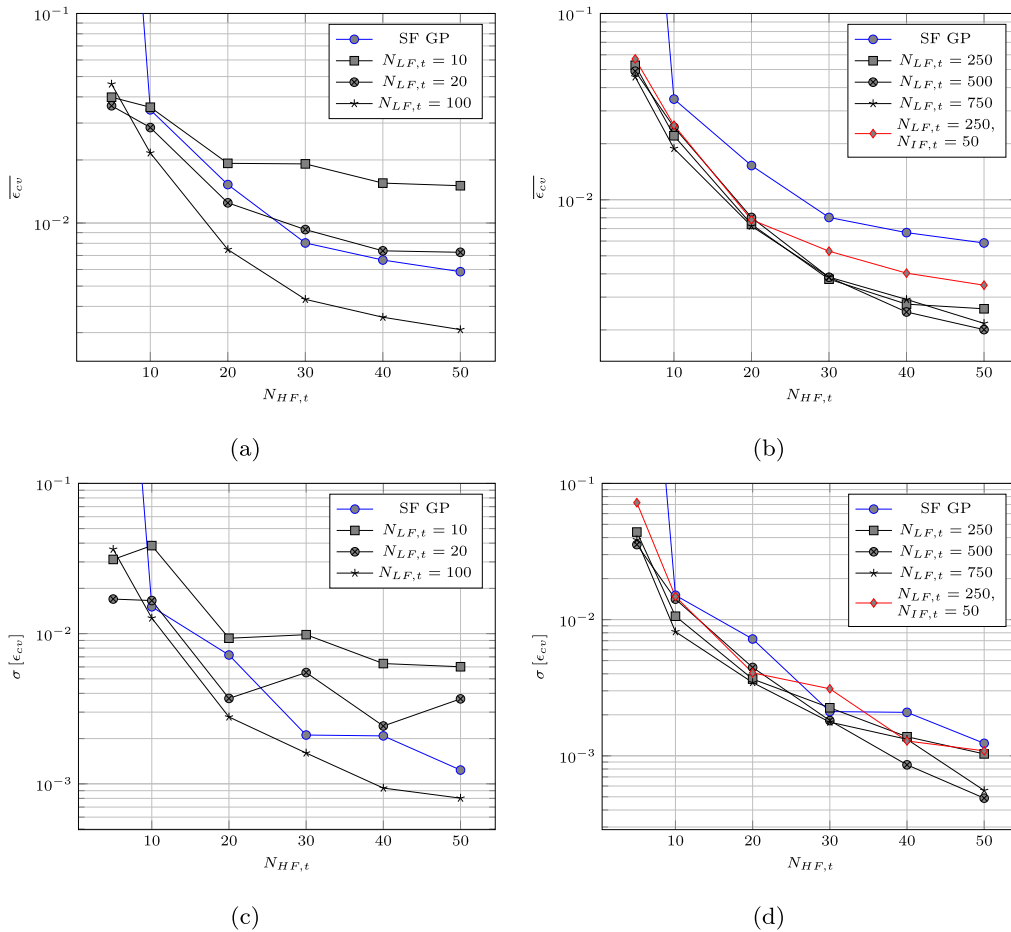 10^{-1}
10^{-2}
\overline{\epsilon_{cv}}
SF GP
N_{LF,t} = 10
N_{LF,t} = 20
N_{LF,t} = 100
10 20 30 40 50
N_{HF,t}
(a)
10^{-1}
10^{-2}
\overline{\epsilon_{cv}}
SF GP
N_{LF,t} = 250
N_{LF,t} = 500
N_{LF,t} = 750
N_{LF,t} = 250,
N_{IF,t} = 50
10 20 30 40 50
N_{HF,t}
(b)
10^{-1}
10^{-2}
10^{-3}
σ [ϵ_{cv}]
SF GP
N_{LF,t} = 10
N_{LF,t} = 20
N_{LF,t} = 100
10 20 30 40 50
N_{HF,t}
(c)
10^{-1}
10^{-2}
10^{-3}
σ [ϵ_{cv}]
SF GP
N_{LF,t} = 250
N_{LF,t} = 500
N_{LF,t} = 750
N_{LF,t} = 250,
N_{IF,t} = 50
10 20 30 40 50
N_{HF,t}
(d)